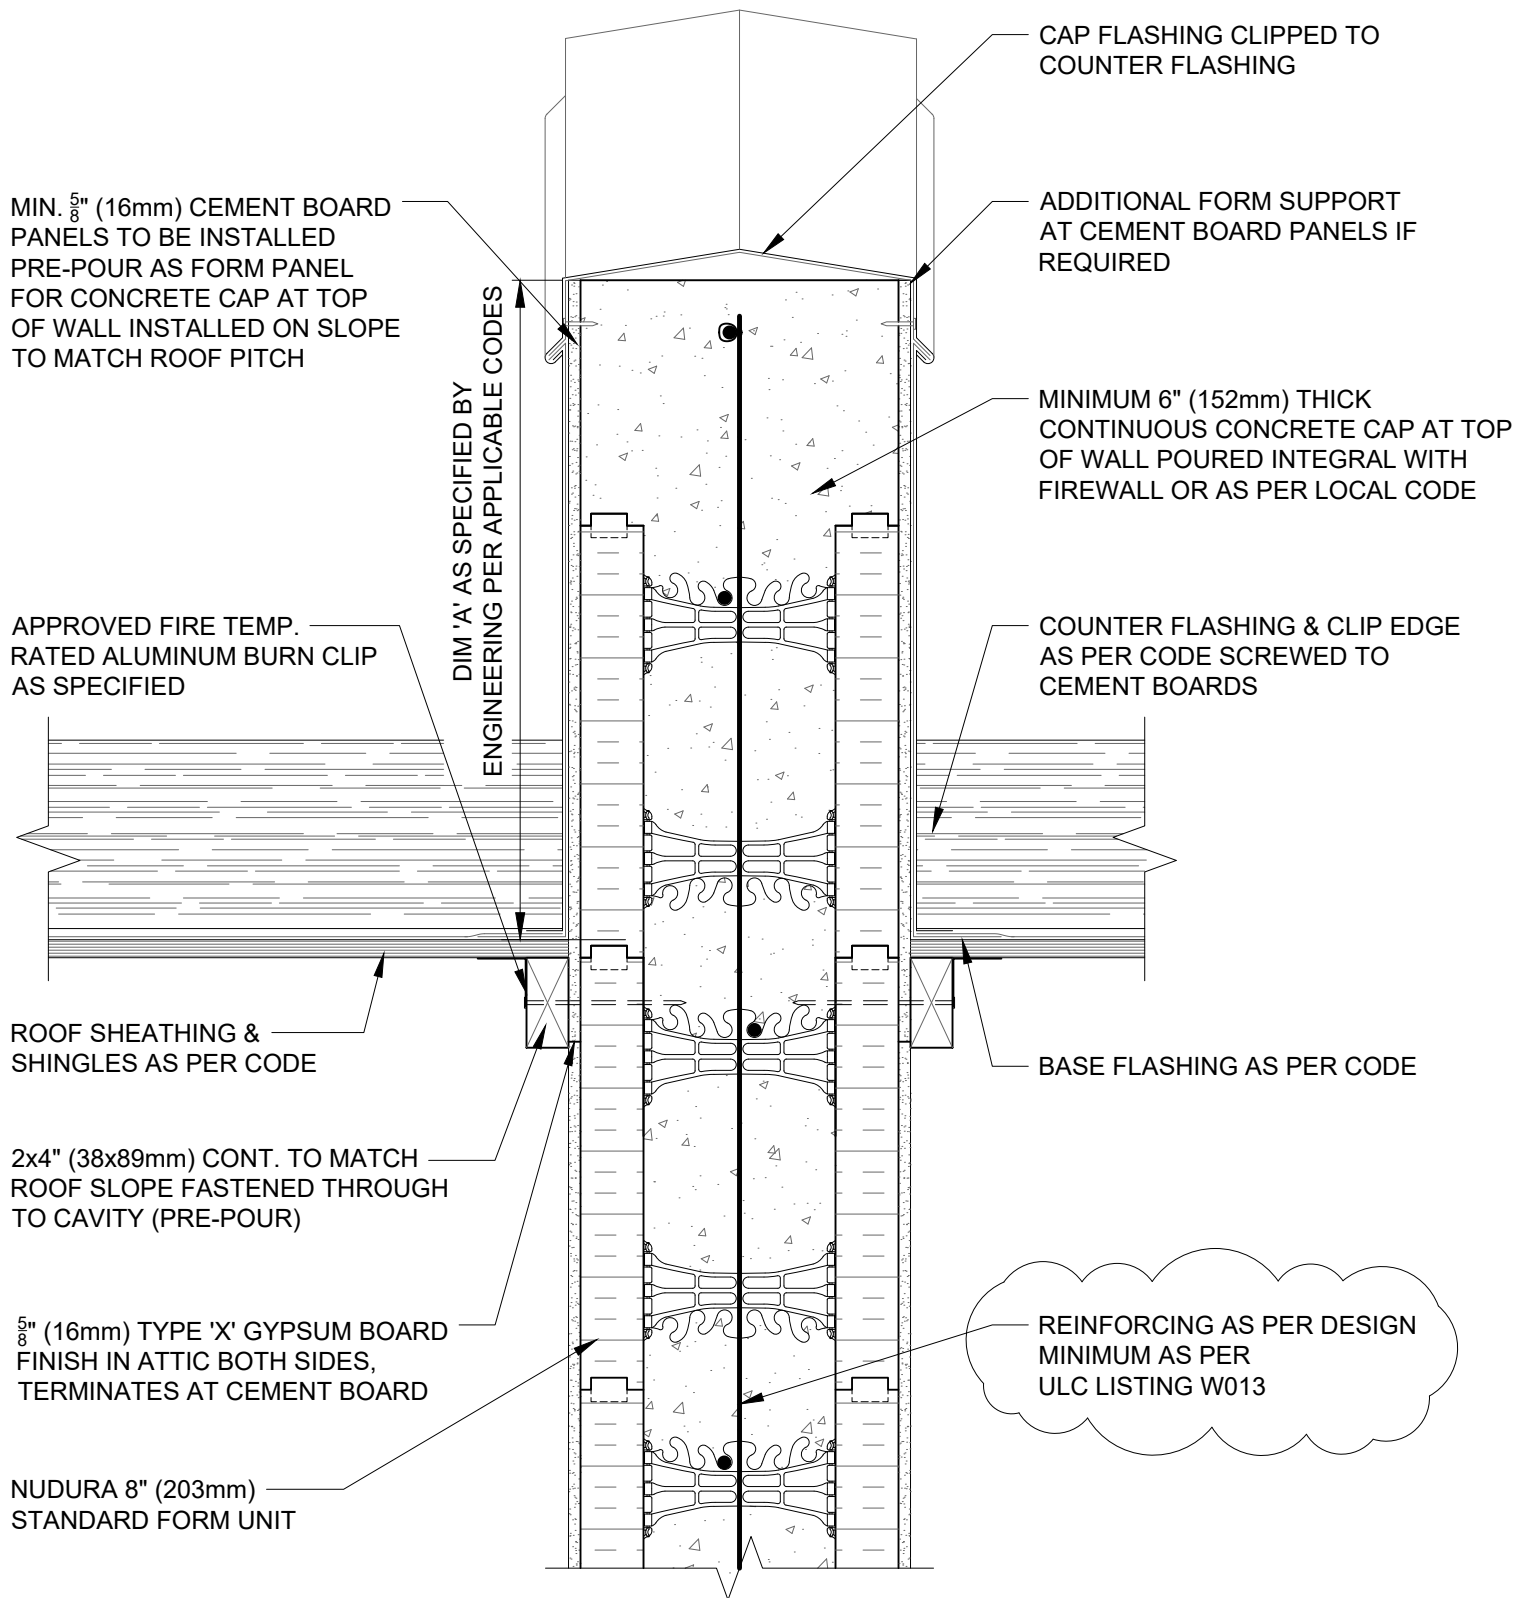 CAP FLASHING CLIPPED TO
COUNTER FLASHING
MIN. 5/8" (16mm) CEMENT BOARD
PANELS TO BE INSTALLED
PRE-POUR AS FORM PANEL
FOR CONCRETE CAP AT TOP
OF WALL INSTALLED ON SLOPE
TO MATCH ROOF PITCH
ADDITIONAL FORM SUPPORT
AT CEMENT BOARD PANELS IF
REQUIRED
DIM 'A' AS SPECIFIED BY
ENGINEERING PER APPLICABLE CODES
MINIMUM 6" (152mm) THICK
CONTINUOUS CONCRETE CAP AT TOP
OF WALL POURED INTEGRAL WITH
FIREWALL OR AS PER LOCAL CODE
APPROVED FIRE TEMP.
RATED ALUMINUM BURN CLIP
AS SPECIFIED
COUNTER FLASHING & CLIP EDGE
AS PER CODE SCREWED TO
CEMENT BOARDS
ROOF SHEATHING &
SHINGLES AS PER CODE
BASE FLASHING AS PER CODE
2x4" (38x89mm) CONT. TO MATCH
ROOF SLOPE FASTENED THROUGH
TO CAVITY (PRE-POUR)
5/8" (16mm) TYPE 'X' GYPSUM BOARD
FINISH IN ATTIC BOTH SIDES,
TERMINATES AT CEMENT BOARD
REINFORCING AS PER DESIGN
MINIMUM AS PER
ULC LISTING W013
NUDURA 8" (203mm)
STANDARD FORM UNIT